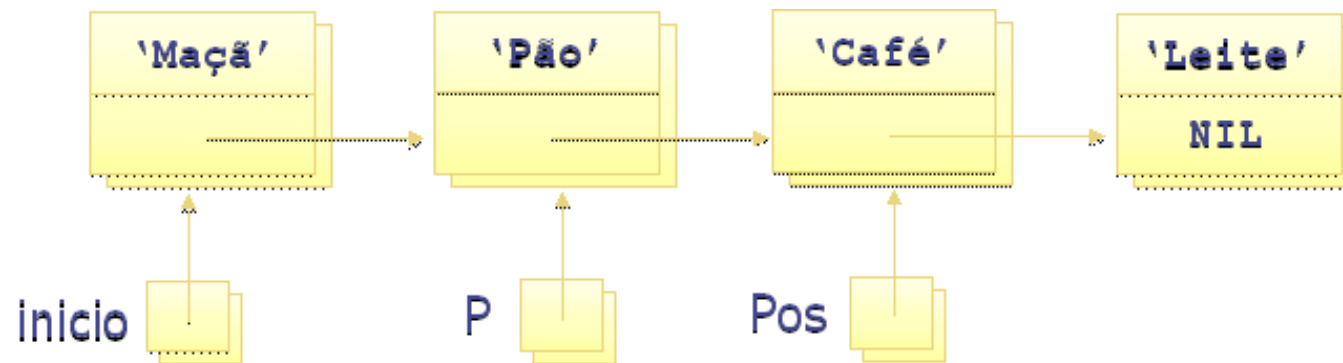 ‘Maçã’ ‘Pão’ ‘Café’ ‘Leite’
NIL
inicio P Pos